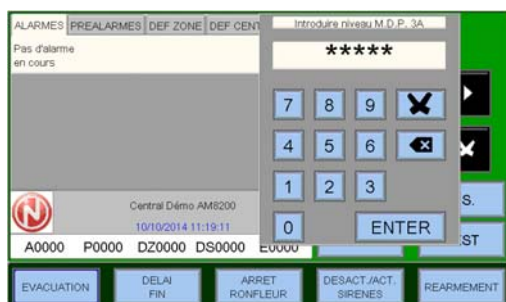 ALARMES PREALARMES DEF ZONE DEF CENT
Introduire niveau M.D.P. 3A
Pas d'alarme
en cours
*****
7 8 9
4 5 6
1 2 3
0 ENTER
Central Démo AM8200
10/10/2014 11:19:11
S.
ST
A0000 P0000 DZ0000 DS0000 E0000
EVACUATION
DELAI
FIN
ARRET
RONFLEUR
DESACT./ACT.
SIRENES
REARMEMENT